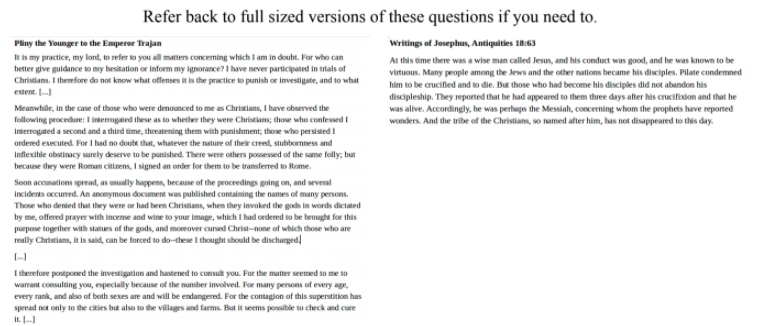 Refer back to full sized versions of these questions if you need to.
Pliny the Younger to the Emperor Trajan
It is my practice, my lord, to refer to you all matters concerning which I am in doubt. For who can
better give guidance to my hesitation or inform my ignorance? I have never participated in trials of
Christians. I therefore do not know what offenses it is the practice to punish or investigate, and to what
extent. [...]
Meanwhile, in the case of those who were denounced to me as Christians, I have observed the
following procedure: I interrogated these as to whether they were Christians; those who confessed I
interrogated a second and a third time, threatening them with punishment; those who persisted I
ordered executed. For I had no doubt that, whatever the nature of their creed, stubbornness and
inflexible obstinacy surely deserve to be punished. There were others possessed of the same folly; but
because they were Roman citizens, I signed an order for them to be transferred to Rome.
Soon accusations spread, as usually happens, because of the proceedings going on, and several
incidents occurred. An anonymous document was published containing the names of many persons.
Those who denied that they were or had been Christians, when they invoked the gods in words dictated
by me, offered prayer with incense and wine to your image, which I had ordered to be brought for this
purpose together with statues of the gods, and moreover cursed Christ--none of which those who are
really Christians, it is said, can be forced to do--these I thought should be discharged.
[...]
I therefore postponed the investigation and hastened to consult you. For the matter seemed to me to
warrant consulting you, especially because of the number involved. For many persons of every age,
every rank, and also of both sexes are and will be endangered. For the contagion of this superstition has
spread not only to the cities but also to the villages and farms. But it seems possible to check and cure
it. [...]
Writings of Josephus, Antiquities 18:63
At this time there was a wise man called Jesus, and his conduct was good, and he was known to be
virtuous. Many people among the Jews and the other nations became his disciples. Pilate condemned
him to be crucified and to die. But those who had become his disciples did not abandon his
discipleship. They reported that he had appeared to them three days after his crucifixion and that he
was alive. Accordingly, he was perhaps the Messiah, concerning whom the prophets have reported
wonders. And the tribe of the Christians, so named after him, has not disappeared to this day.